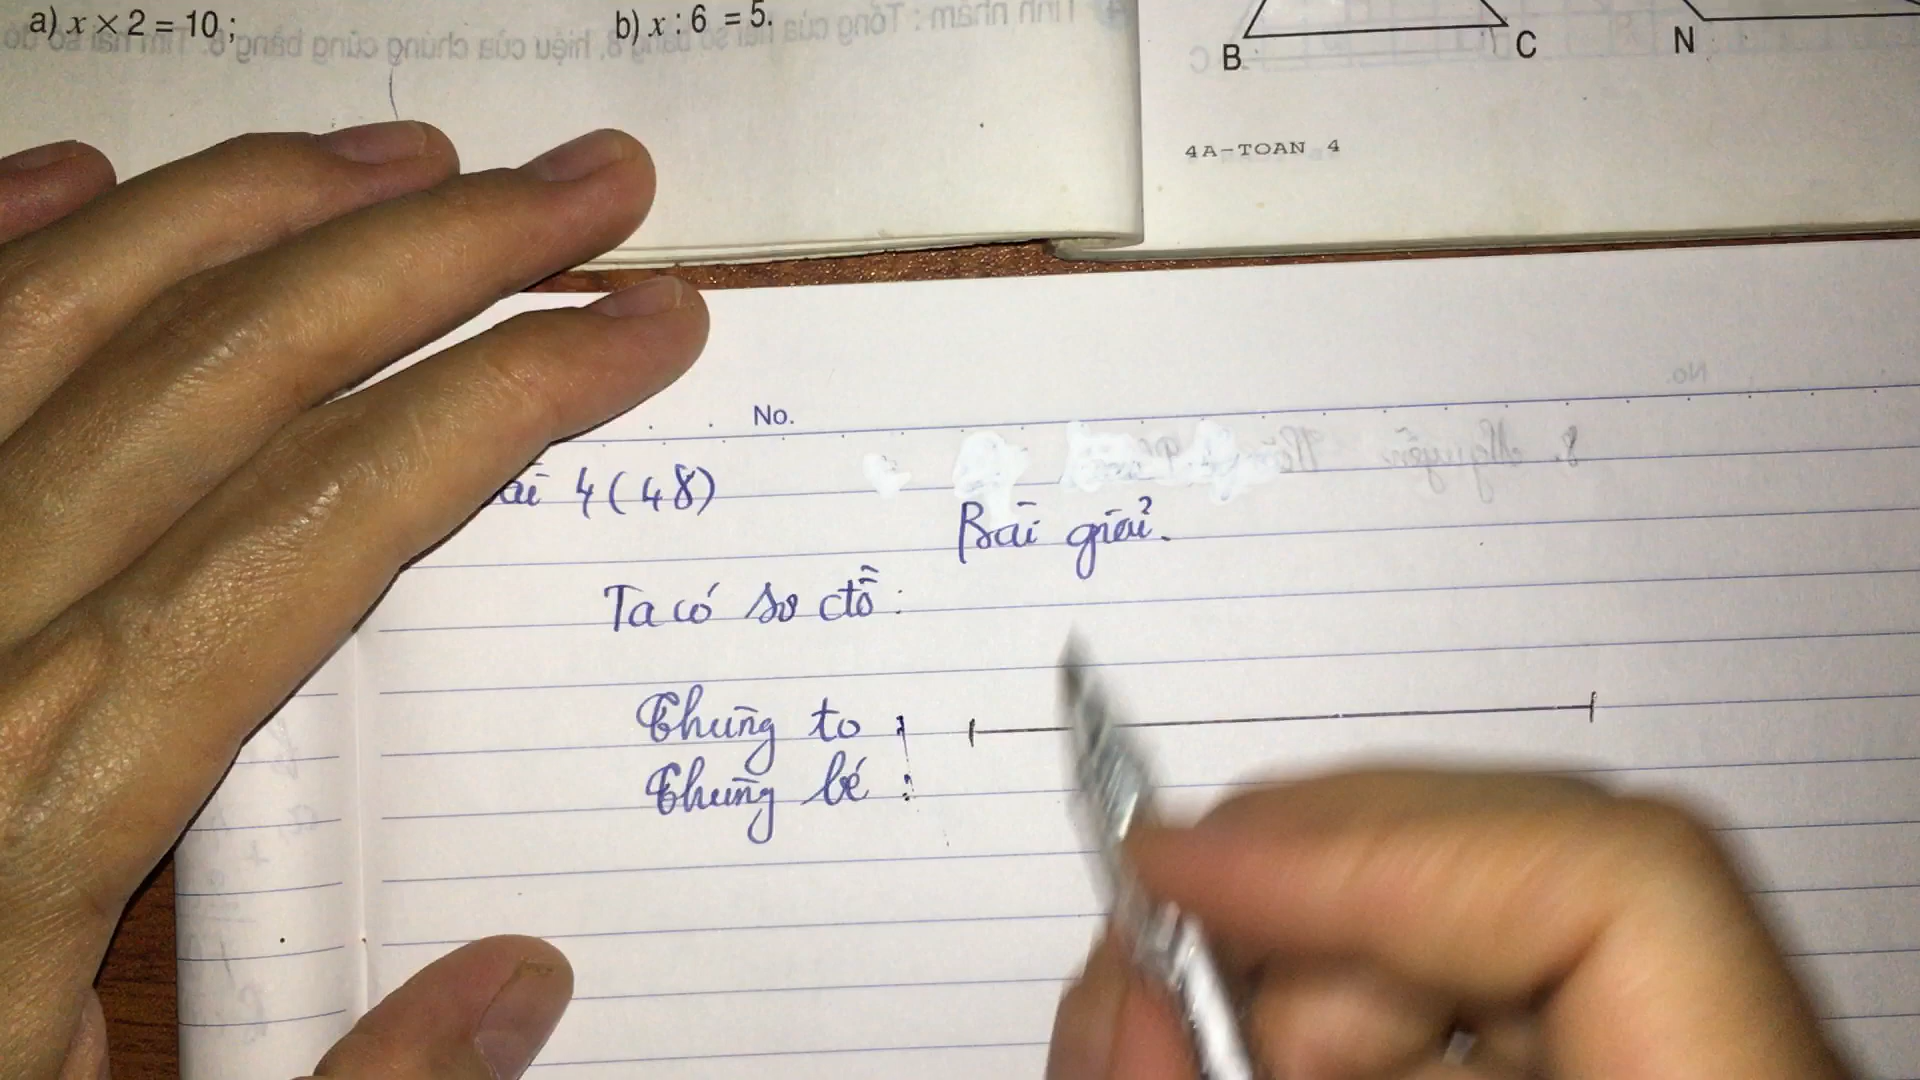 a) x × 2 = 10 ;
b) x : 6 = 5.
B
C
N
4A-TOAN 4
No.
ài 4 (48)
Bài giải.
Ta có sơ đồ :
Thùng to :
Thùng bé :